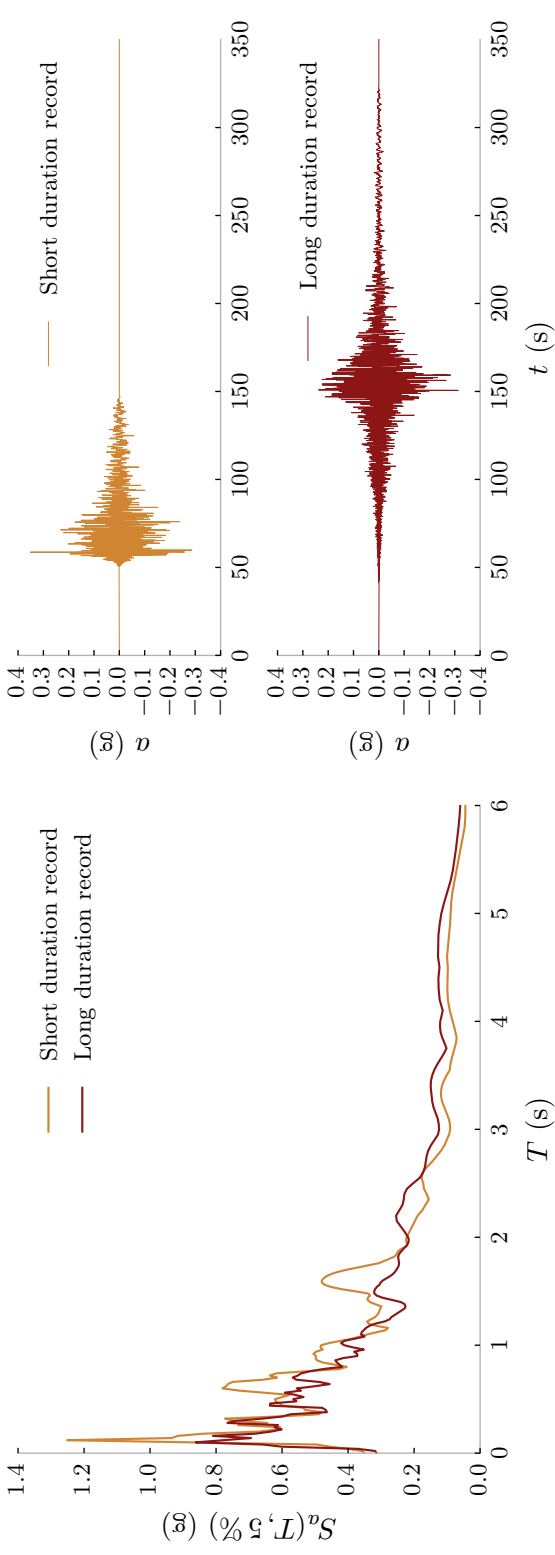 1.4
1.2
1.0
0.8
0.6
0.4
0.2
0.0
S_a(T, 5 %) (g)
0 1 2 3 4 5 6
T (s)
Short duration record
Long duration record
0.4
0.3
0.2
0.1
0.0
−0.1
−0.2
−0.3
−0.4
a (g)
0 50 100 150 200 250 300 350
Short duration record
0.4
0.3
0.2
0.1
0.0
−0.1
−0.2
−0.3
−0.4
a (g)
0 50 100 150 200 250 300 350
t (s)
Long duration record